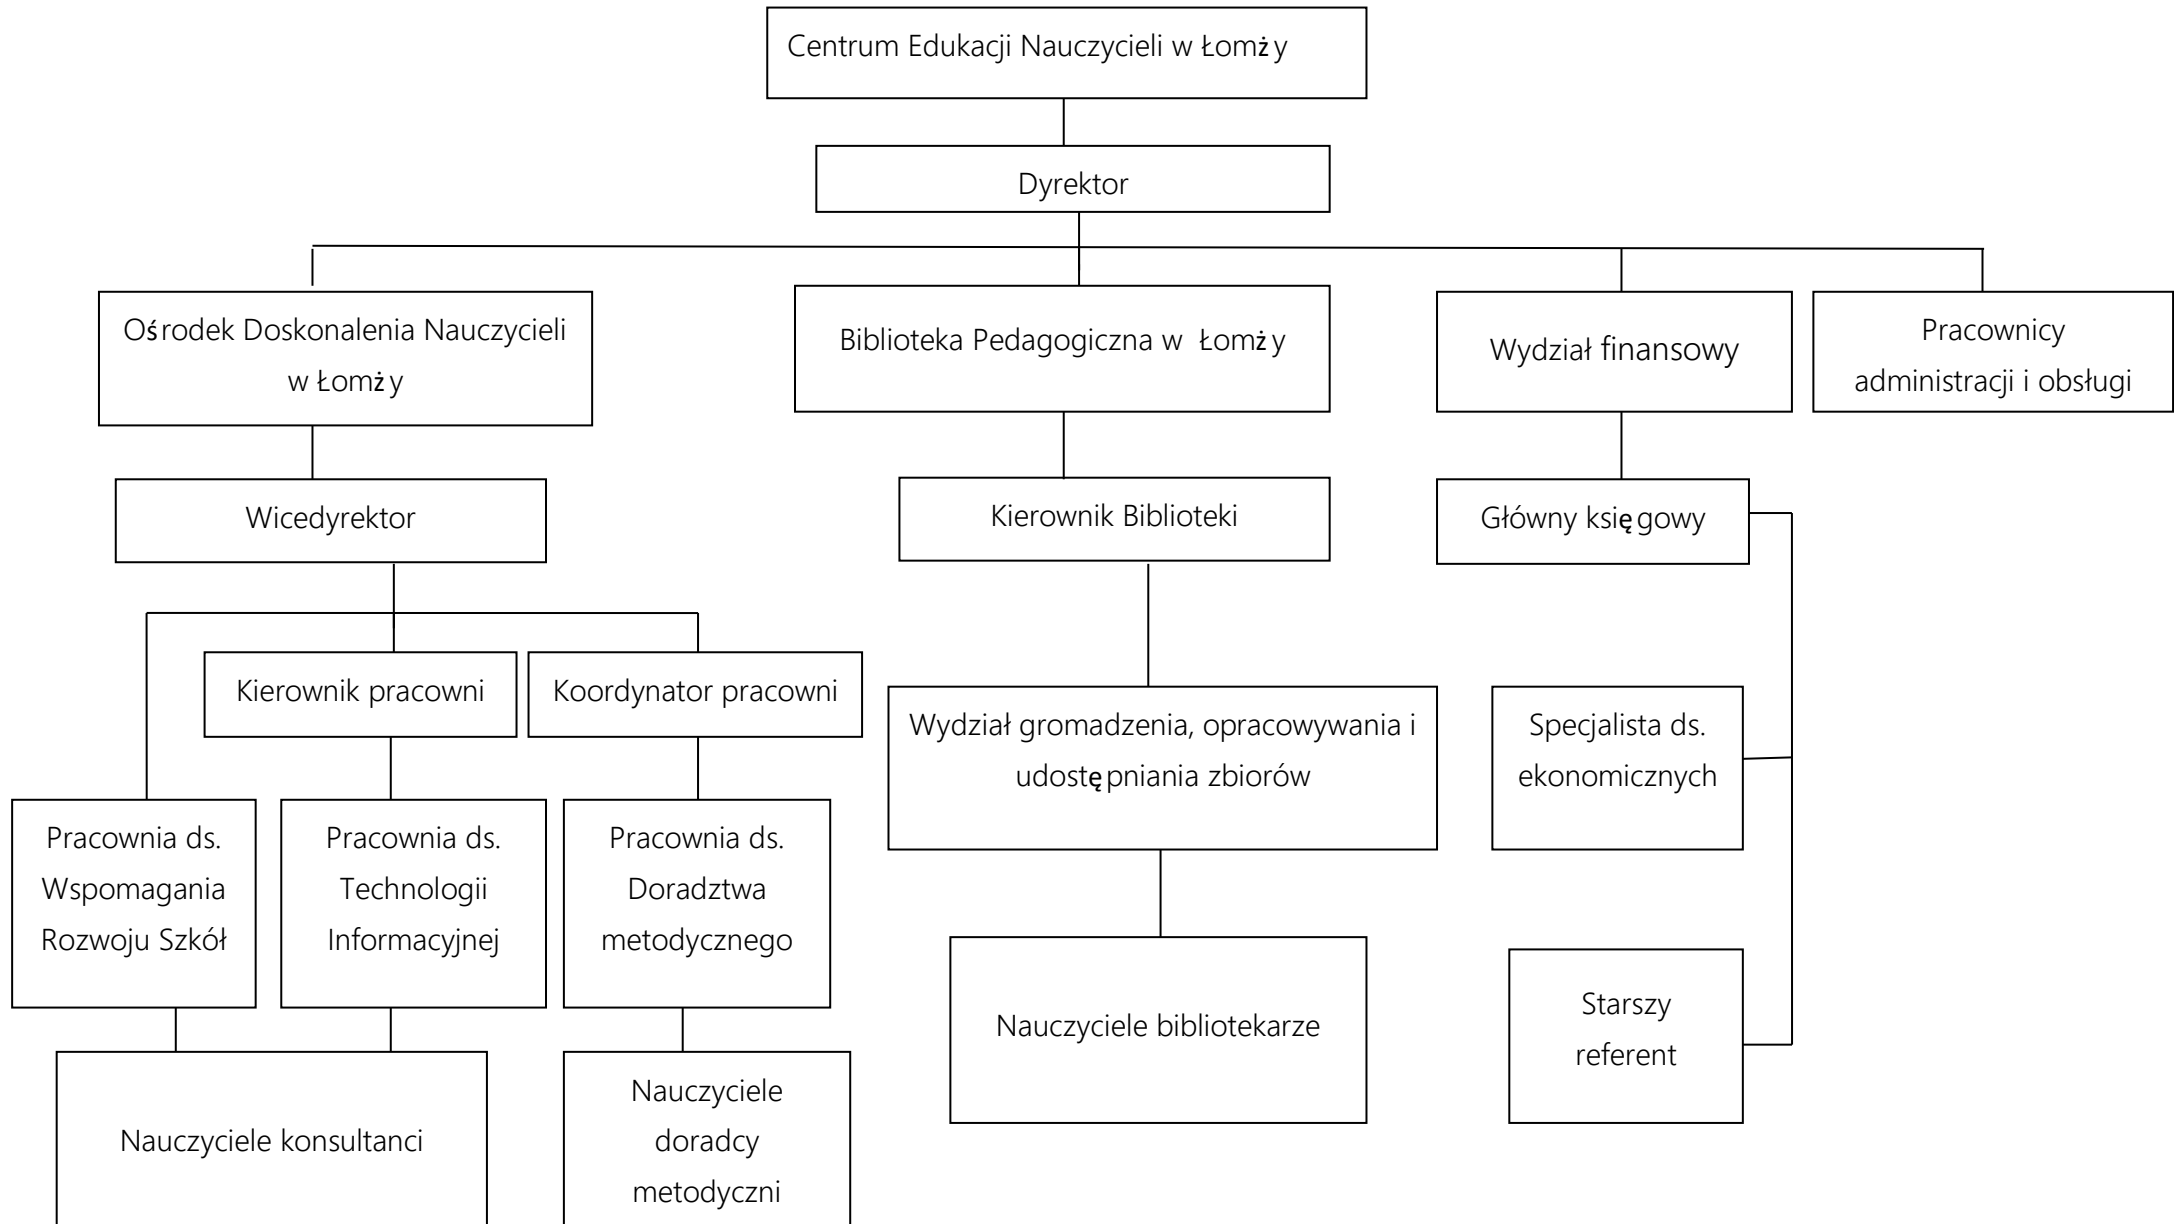 Centrum Edukacji Nauczycieli w Łomży
Dyrektor
Ośrodek Doskonalenia Nauczycieli
w Łomży
Biblioteka Pedagogiczna w Łomży
Wydział finansowy
Pracownicy
administracji i obsługi
Wicedyrektor
Kierownik Biblioteki
Główny księgowy
Kierownik pracowni
Koordynator pracowni
Wydział gromadzenia, opracowywania i
udostępniania zbiorów
Specjalista ds.
ekonomicznych
Pracownia ds.
Wspomagania
Rozwoju Szkół
Pracownia ds.
Technologii
Informacyjnej
Pracownia ds.
Doradztwa
metodycznego
Nauczyciele bibliotekarze
Starszy
referent
Nauczyciele konsultanci
Nauczyciele
doradcy
metodyczni